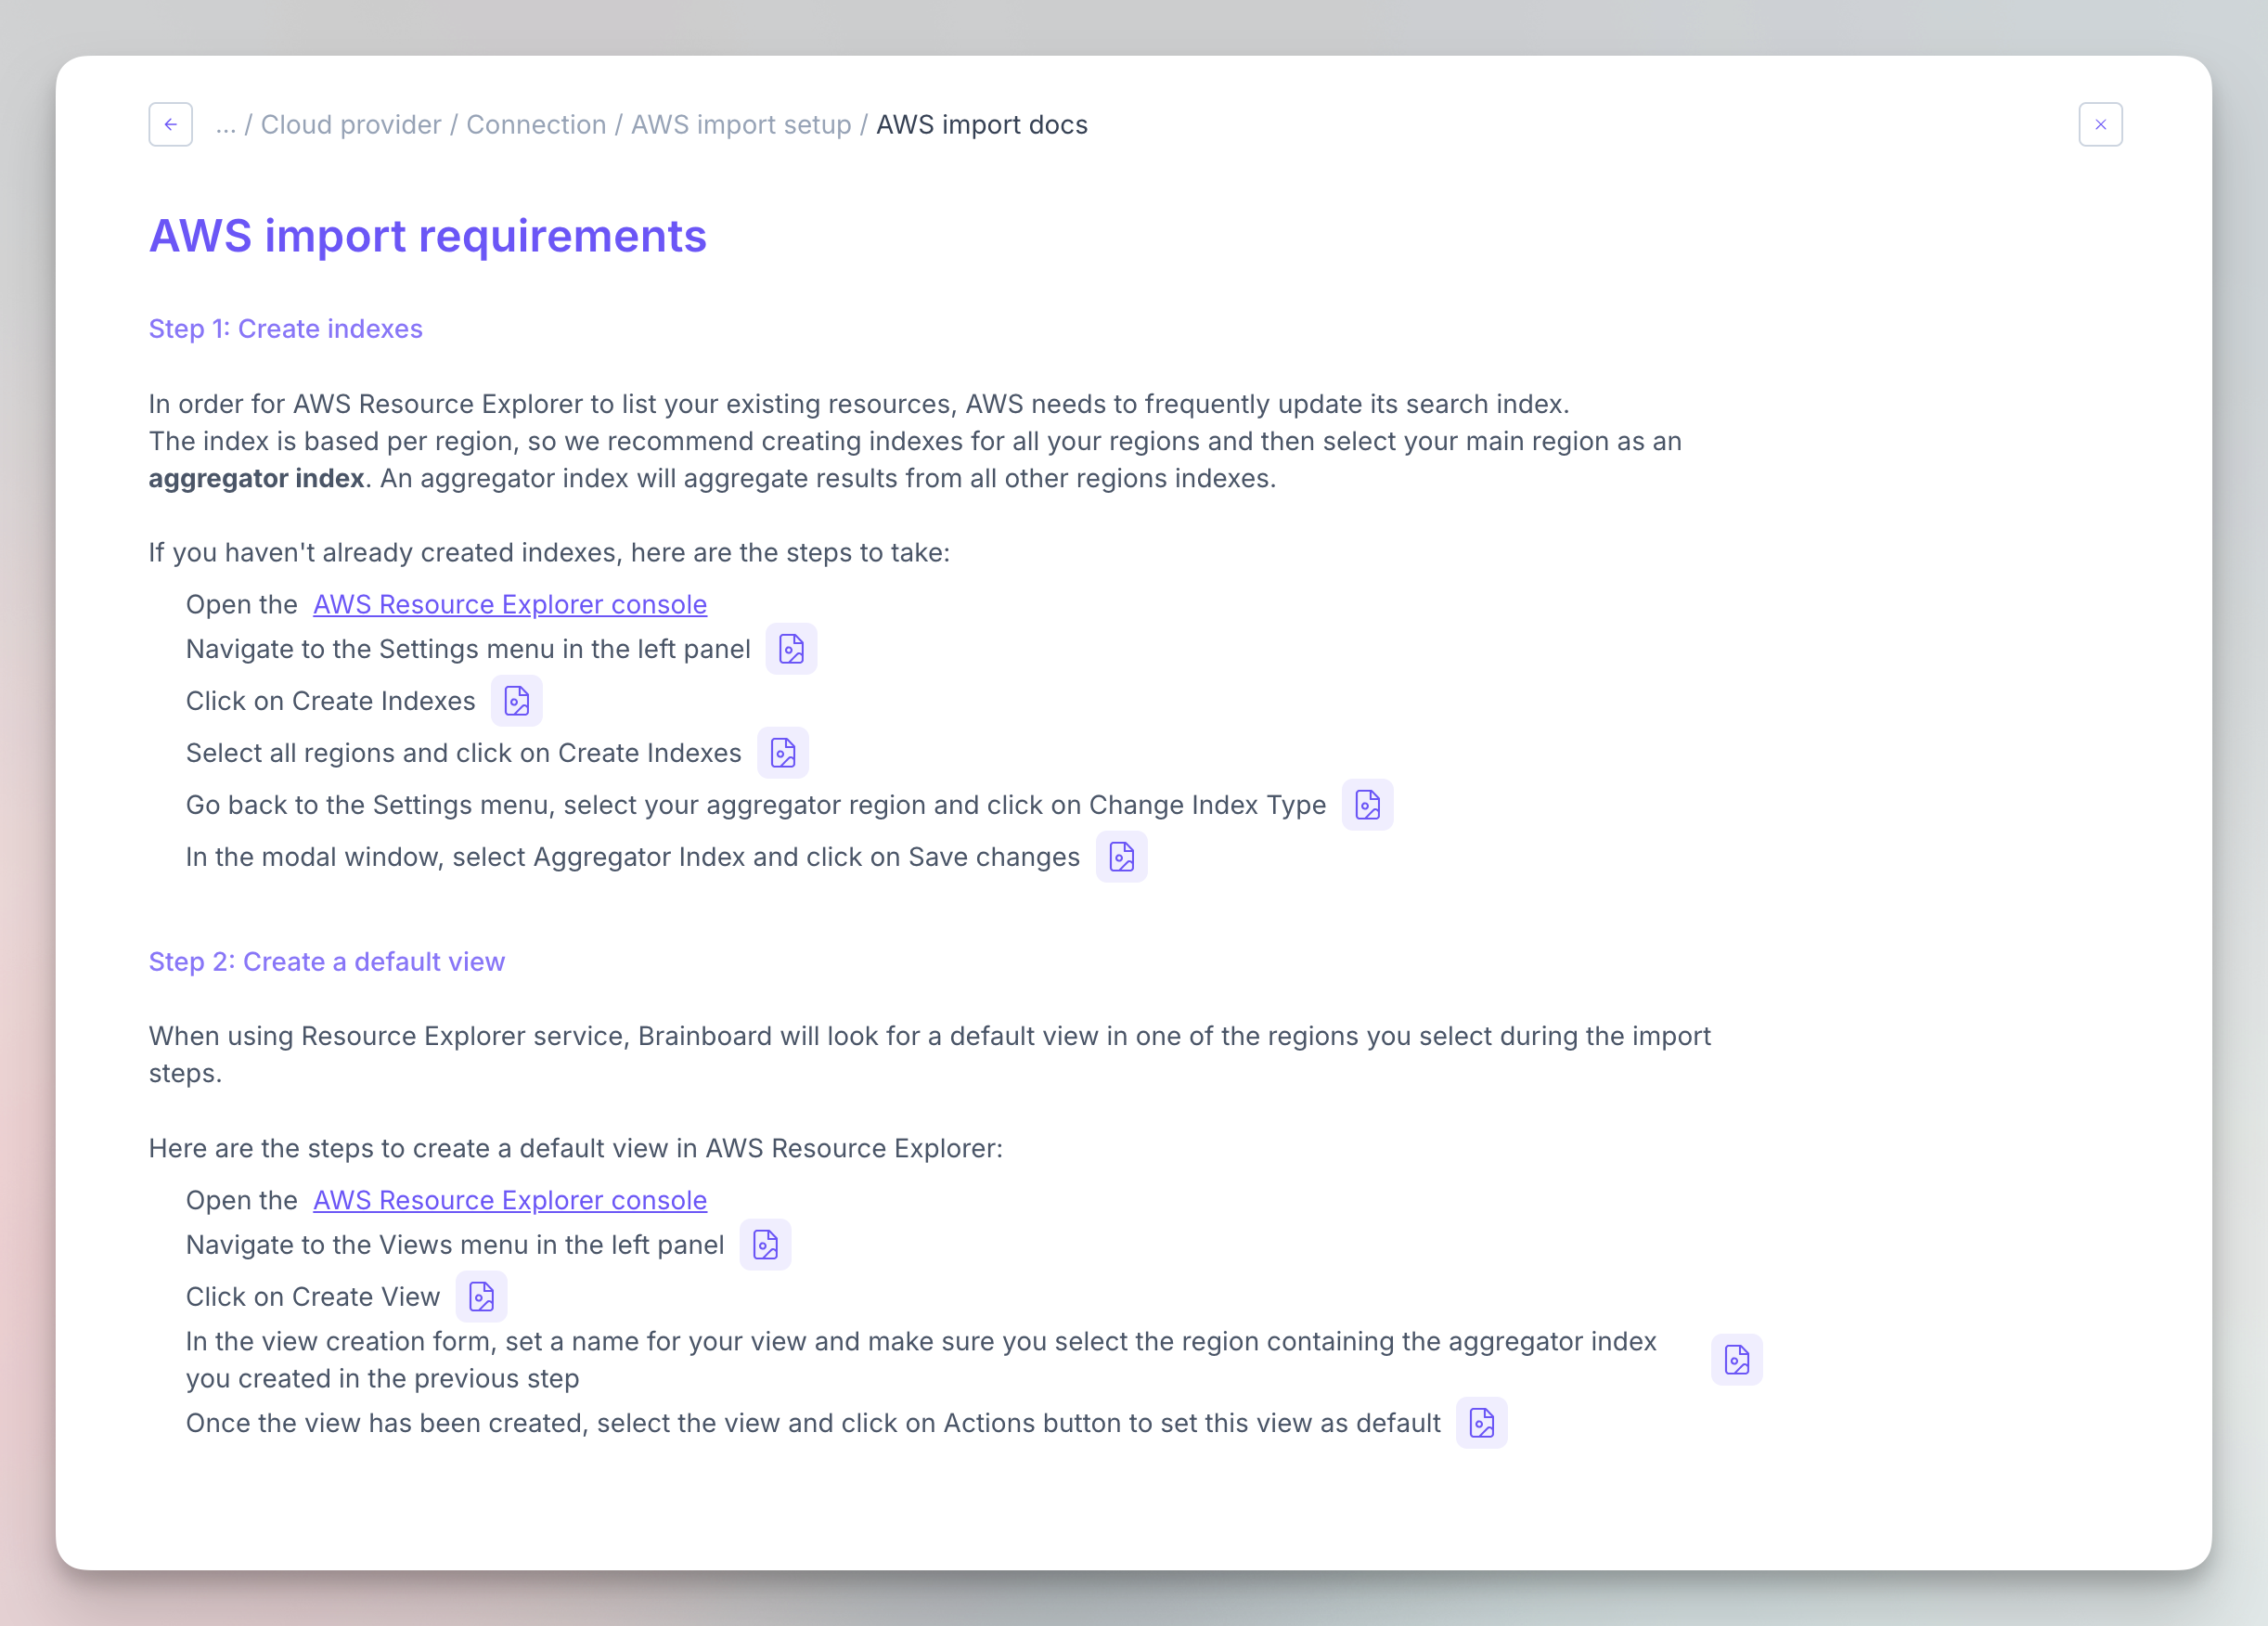 ... / Cloud provider / Connection / AWS import setup / AWS import docs
AWS import requirements
Step 1: Create indexes
In order for AWS Resource Explorer to list your existing resources, AWS needs to frequently update its search index.
The index is based per region, so we recommend creating indexes for all your regions and then select your main region as an
aggregator index. An aggregator index will aggregate results from all other regions indexes.
If you haven't already created indexes, here are the steps to take:
Open the AWS Resource Explorer console
Navigate to the Settings menu in the left panel
Click on Create Indexes
Select all regions and click on Create Indexes
Go back to the Settings menu, select your aggregator region and click on Change Index Type
In the modal window, select Aggregator Index and click on Save changes
Step 2: Create a default view
When using Resource Explorer service, Brainboard will look for a default view in one of the regions you select during the import
steps.
Here are the steps to create a default view in AWS Resource Explorer:
Open the AWS Resource Explorer console
Navigate to the Views menu in the left panel
Click on Create View
In the view creation form, set a name for your view and make sure you select the region containing the aggregator index
you created in the previous step
Once the view has been created, select the view and click on Actions button to set this view as default